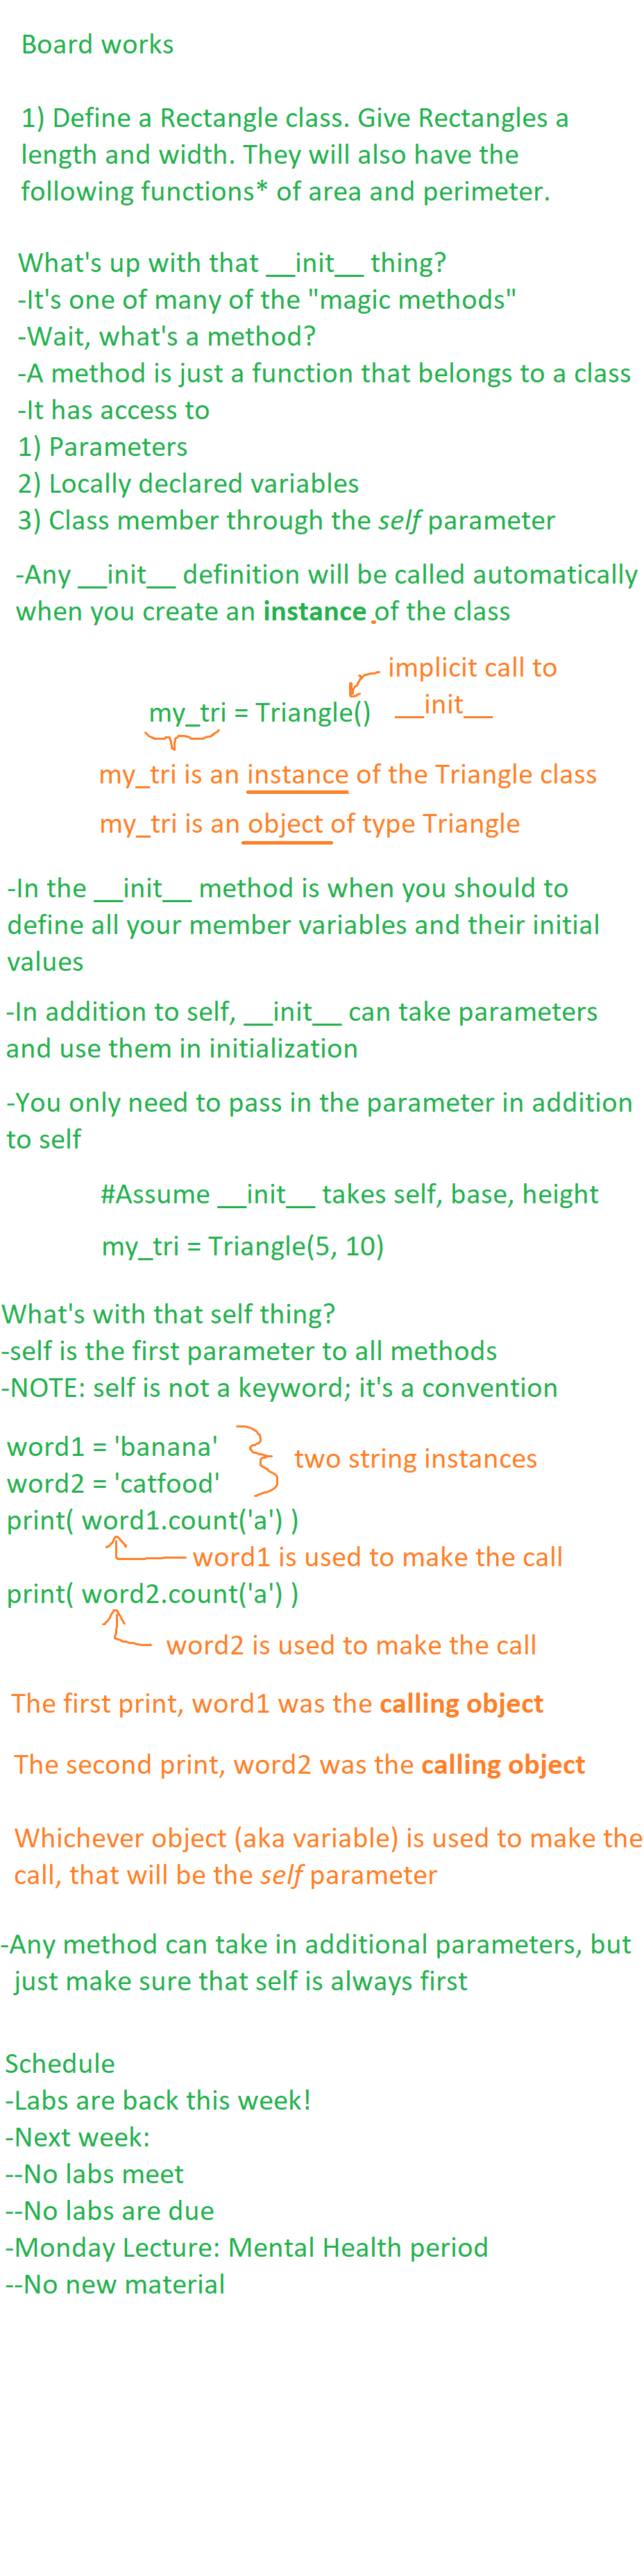 Board works
1) Define a Rectangle class. Give Rectangles a
length and width. They will also have the
following functions* of area and perimeter.
What's up with that __init__ thing?
-It's one of many of the "magic methods"
-Wait, what's a method?
-A method is just a function that belongs to a class
-It has access to
1) Parameters
2) Locally declared variables
3) Class member through the self parameter
-Any __init__ definition will be called automatically
when you create an instance of the class
implicit call to
__init__
my_tri = Triangle()
my_tri is an instance of the Triangle class
my_tri is an object of type Triangle
-In the __init__ method is when you should to
define all your member variables and their initial
values
-In addition to self, __init__ can take parameters
and use them in initialization
-You only need to pass in the parameter in addition
to self
#Assume __init__ takes self, base, height
my_tri = Triangle(5, 10)
What's with that self thing?
-self is the first parameter to all methods
-NOTE: self is not a keyword; it's a convention
word1 = 'banana'
word2 = 'catfood'
two string instances
print( word1.count('a') )
word1 is used to make the call
print( word2.count('a') )
word2 is used to make the call
The first print, word1 was the calling object
The second print, word2 was the calling object
Whichever object (aka variable) is used to make the
call, that will be the self parameter
-Any method can take in additional parameters, but
just make sure that self is always first
Schedule
-Labs are back this week!
-Next week:
--No labs meet
--No labs are due
-Monday Lecture: Mental Health period
--No new material